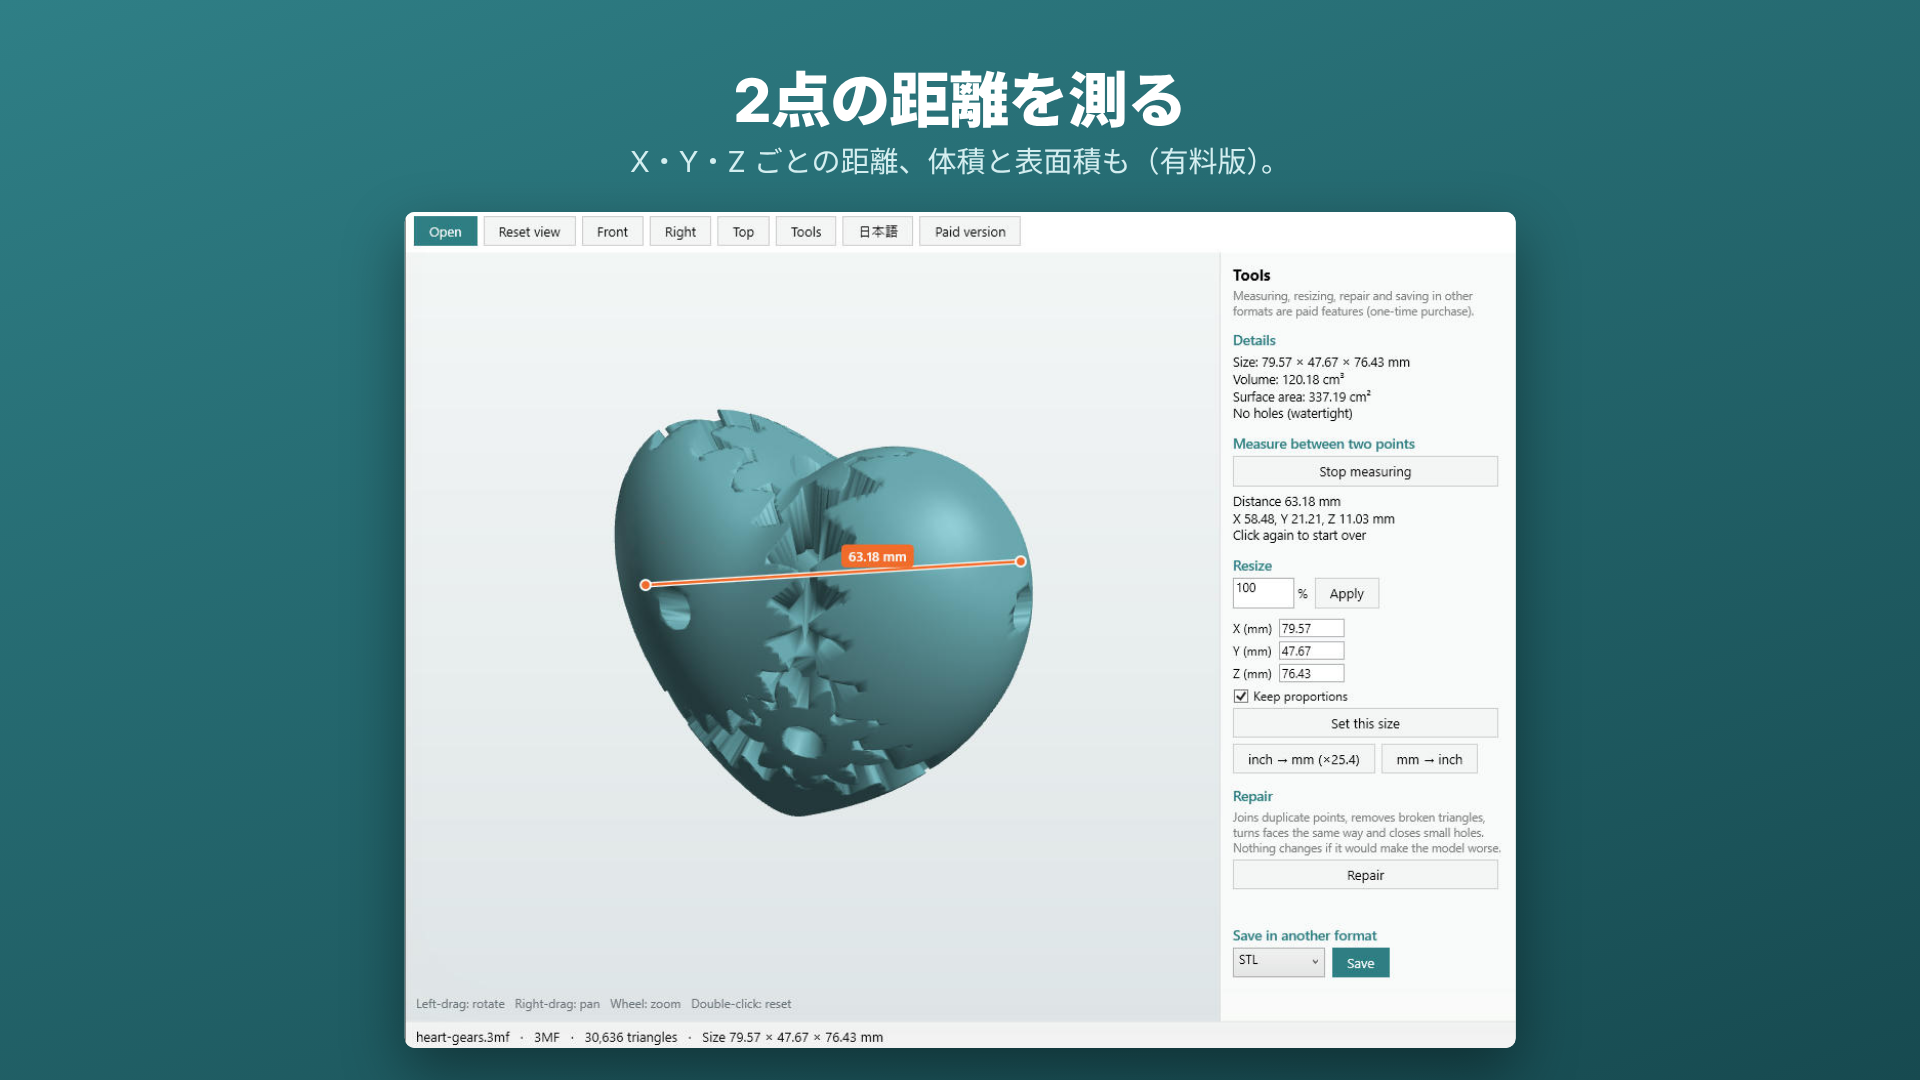 2点の距離を測る
X・Y・Z ごとの距離、体積と表面積も（有料版）。
Open Reset view Front Right Top Tools 日本語 Paid version
Tools
Measuring, resizing, repair and saving in other
formats are paid features (one-time purchase).
Details
Size: 79.57 × 47.67 × 76.43 mm
Volume: 120.18 cm³
Surface area: 337.19 cm²
No holes (watertight)
Measure between two points
Stop measuring
Distance 63.18 mm
X 58.48, Y 21.21, Z 11.03 mm
Click again to start over
63.18 mm
Resize
100 % Apply
X (mm) 79.57
Y (mm) 47.67
Z (mm) 76.43
Keep proportions
Set this size
inch → mm (×25.4) mm → inch
Repair
Joins duplicate points, removes broken triangles,
turns faces the same way and closes small holes.
Nothing changes if it would make the model worse.
Repair
Save in another format
STL Save
Left-drag: rotate Right-drag: pan Wheel: zoom Double-click: reset
heart-gears.3mf · 3MF · 30,636 triangles · Size 79.57 × 47.67 × 76.43 mm